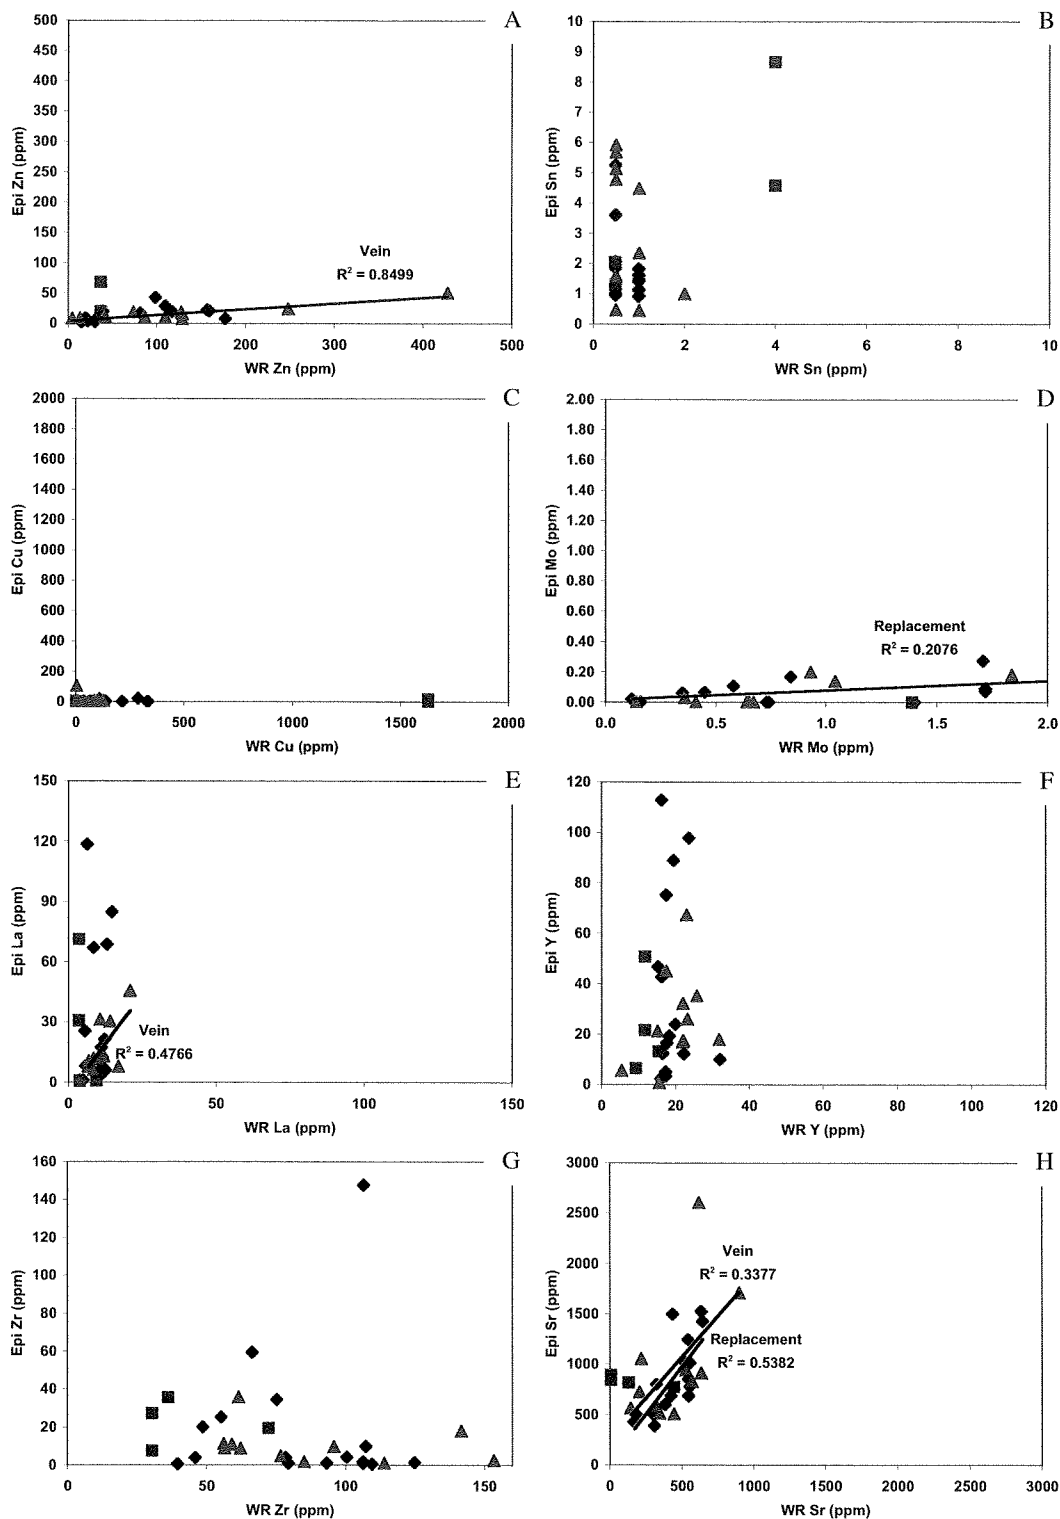 A
500
450
400
350
300
250
200
150
100
50
0
Epi Zn (ppm)
Vein
R² = 0.8499
0 100 200 300 400 500
WR Zn (ppm)
B
10
9
8
7
6
5
4
3
2
1
0
Epi Sn (ppm)
0 2 4 6 8 10
WR Sn (ppm)
C
2000
1800
1600
1400
1200
1000
800
600
400
200
0
Epi Cu (ppm)
0 500 1000 1500 2000
WR Cu (ppm)
D
2.00
1.80
1.60
1.40
1.20
1.00
0.80
0.60
0.40
0.20
0.00
Epi Mo (ppm)
Replacement
R² = 0.2076
0.0 0.5 1.0 1.5 2.0
WR Mo (ppm)
E
150
120
90
60
30
0
Epi La (ppm)
Vein
R² = 0.4766
0 50 100 150
WR La (ppm)
F
120
100
80
60
40
20
0
Epi Y (ppm)
0 20 40 60 80 100 120
WR Y (ppm)
G
160
140
120
100
80
60
40
20
0
Epi Zr (ppm)
0 50 100 150
WR Zr (ppm)
H
3000
2500
2000
1500
1000
500
0
Epi Sr (ppm)
Vein
R² = 0.3377
Replacement
R² = 0.5382
0 500 1000 1500 2000 2500 3000
WR Sr (ppm)